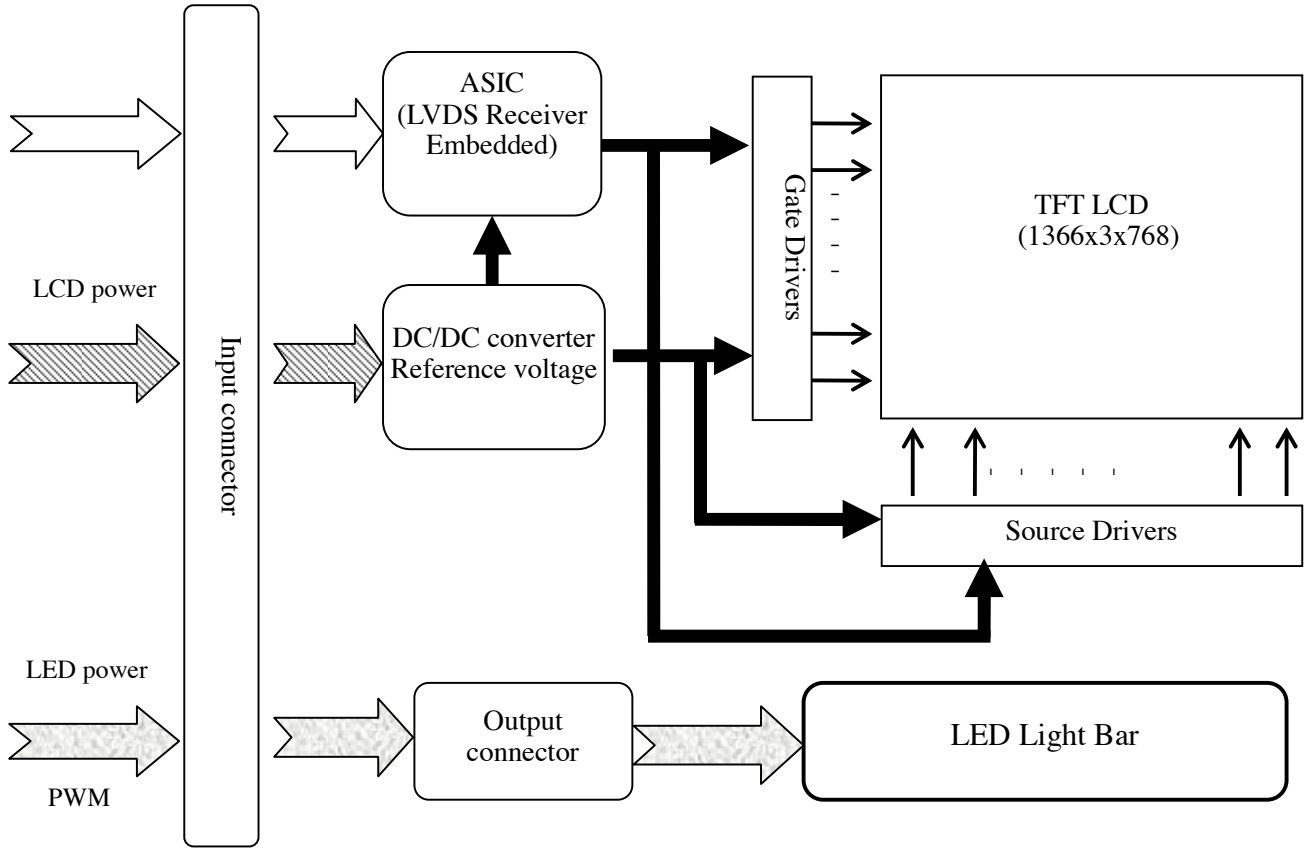 ASIC
(LVDS Receiver
Embedded)
Gate Drivers
TFT LCD
(1366x3x768)
LCD power
Input connector
DC/DC converter
Reference voltage
Source Drivers
LED power
PWM
Output
connector
LED Light Bar